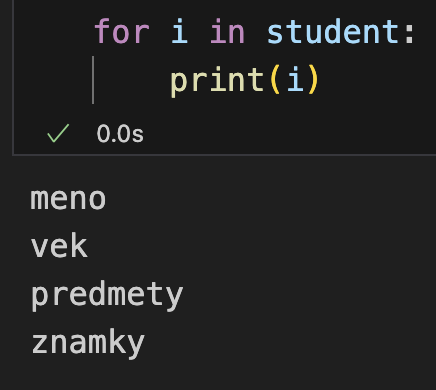 for i in student:
    print(i)
0.0s
meno
vek
predmety
znamky